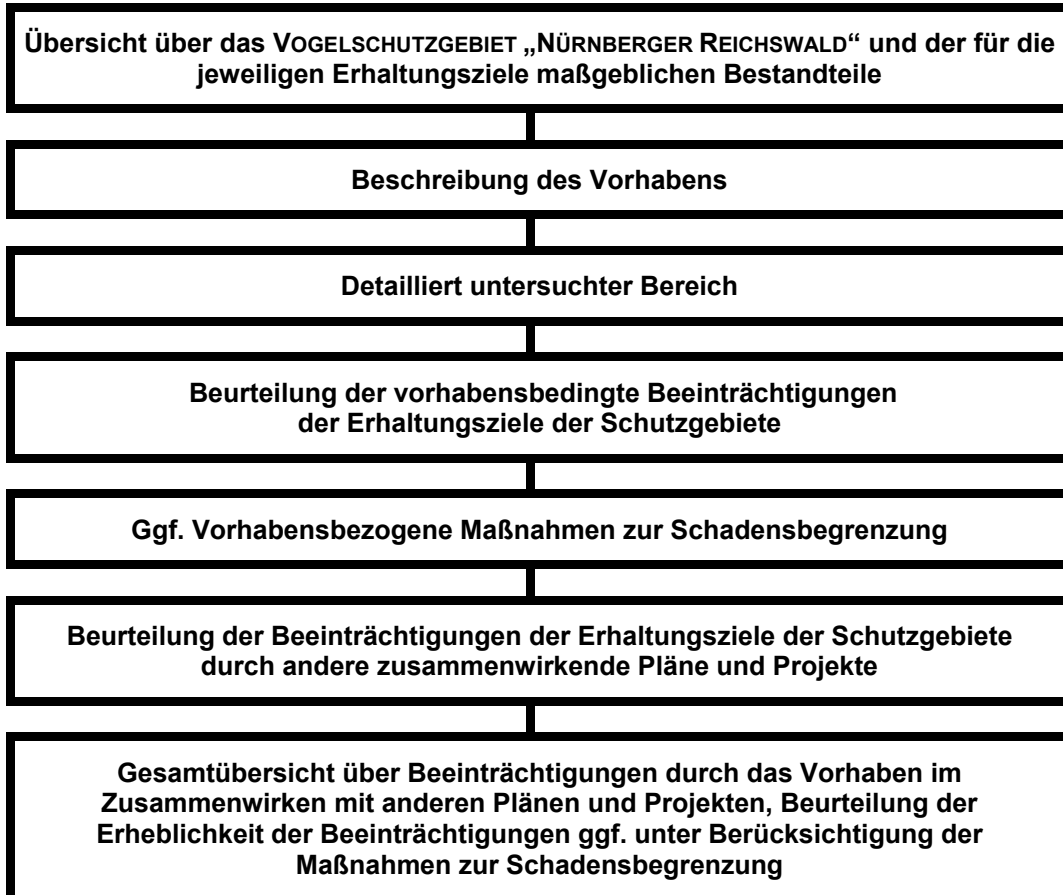 Übersicht über das VOGELSCHUTZGEBIET „NÜRNBERGER REICHSWALD“ und der für die
jeweiligen Erhaltungsziele maßgeblichen Bestandteile
Beschreibung des Vorhabens
Detailliert untersuchter Bereich
Beurteilung der vorhabensbedingte Beeinträchtigungen
der Erhaltungsziele der Schutzgebiete
Ggf. Vorhabensbezogene Maßnahmen zur Schadensbegrenzung
Beurteilung der Beeinträchtigungen der Erhaltungsziele der Schutzgebiete
durch andere zusammenwirkende Pläne und Projekte
Gesamtübersicht über Beeinträchtigungen durch das Vorhaben im
Zusammenwirken mit anderen Plänen und Projekten, Beurteilung der
Erheblichkeit der Beeinträchtigungen ggf. unter Berücksichtigung der
Maßnahmen zur Schadensbegrenzung